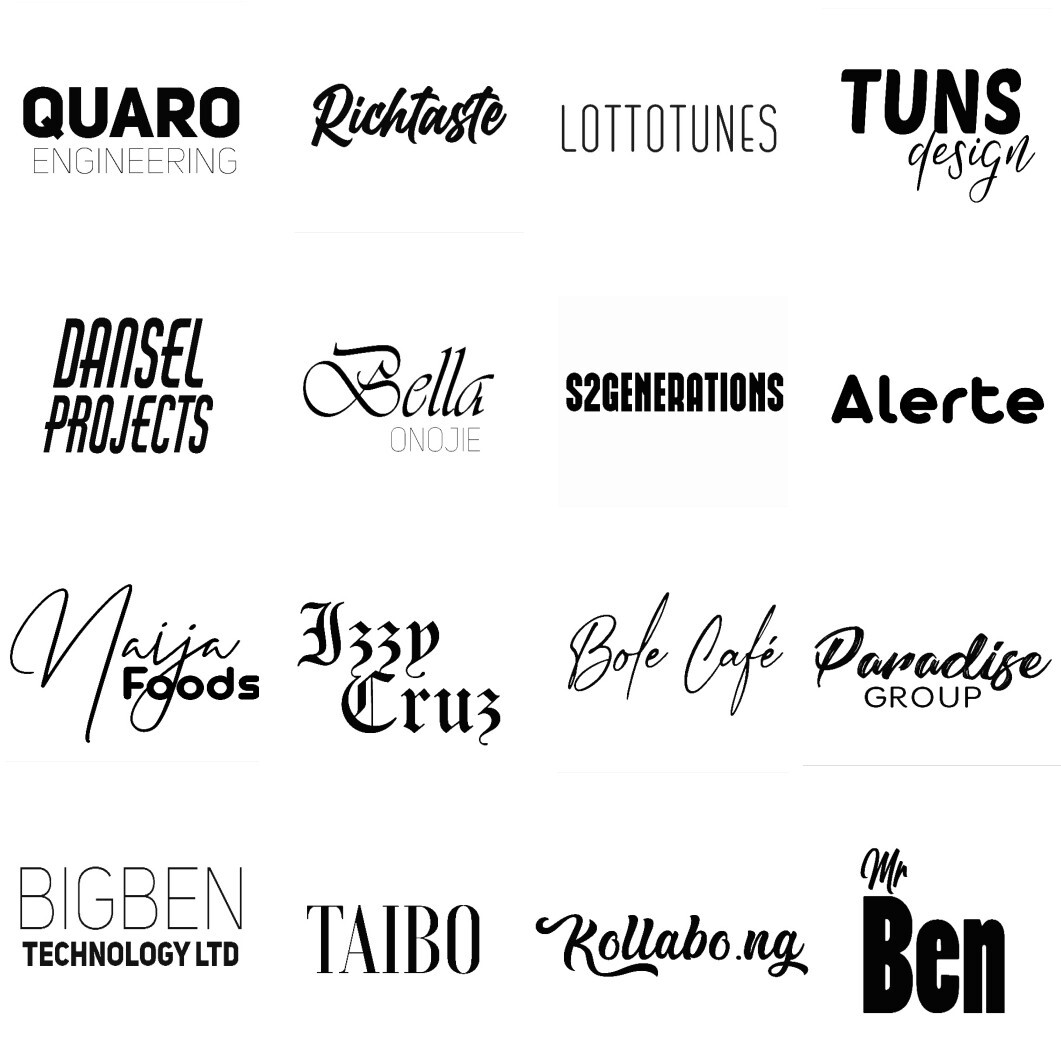 QUARO
ENGINEERING
Richtaste
LOTTOTUNES
TUNS
design
DANSEL
PROJECTS
Bella
ONOJIE
S2GENERATIONS
Alerte
Naija
Foods
Izzy
Cruz
Bole Café
Paradise
GROUP
BIGBEN
TECHNOLOGY LTD
TAIBO
Kollabo.ng
Mr
Ben